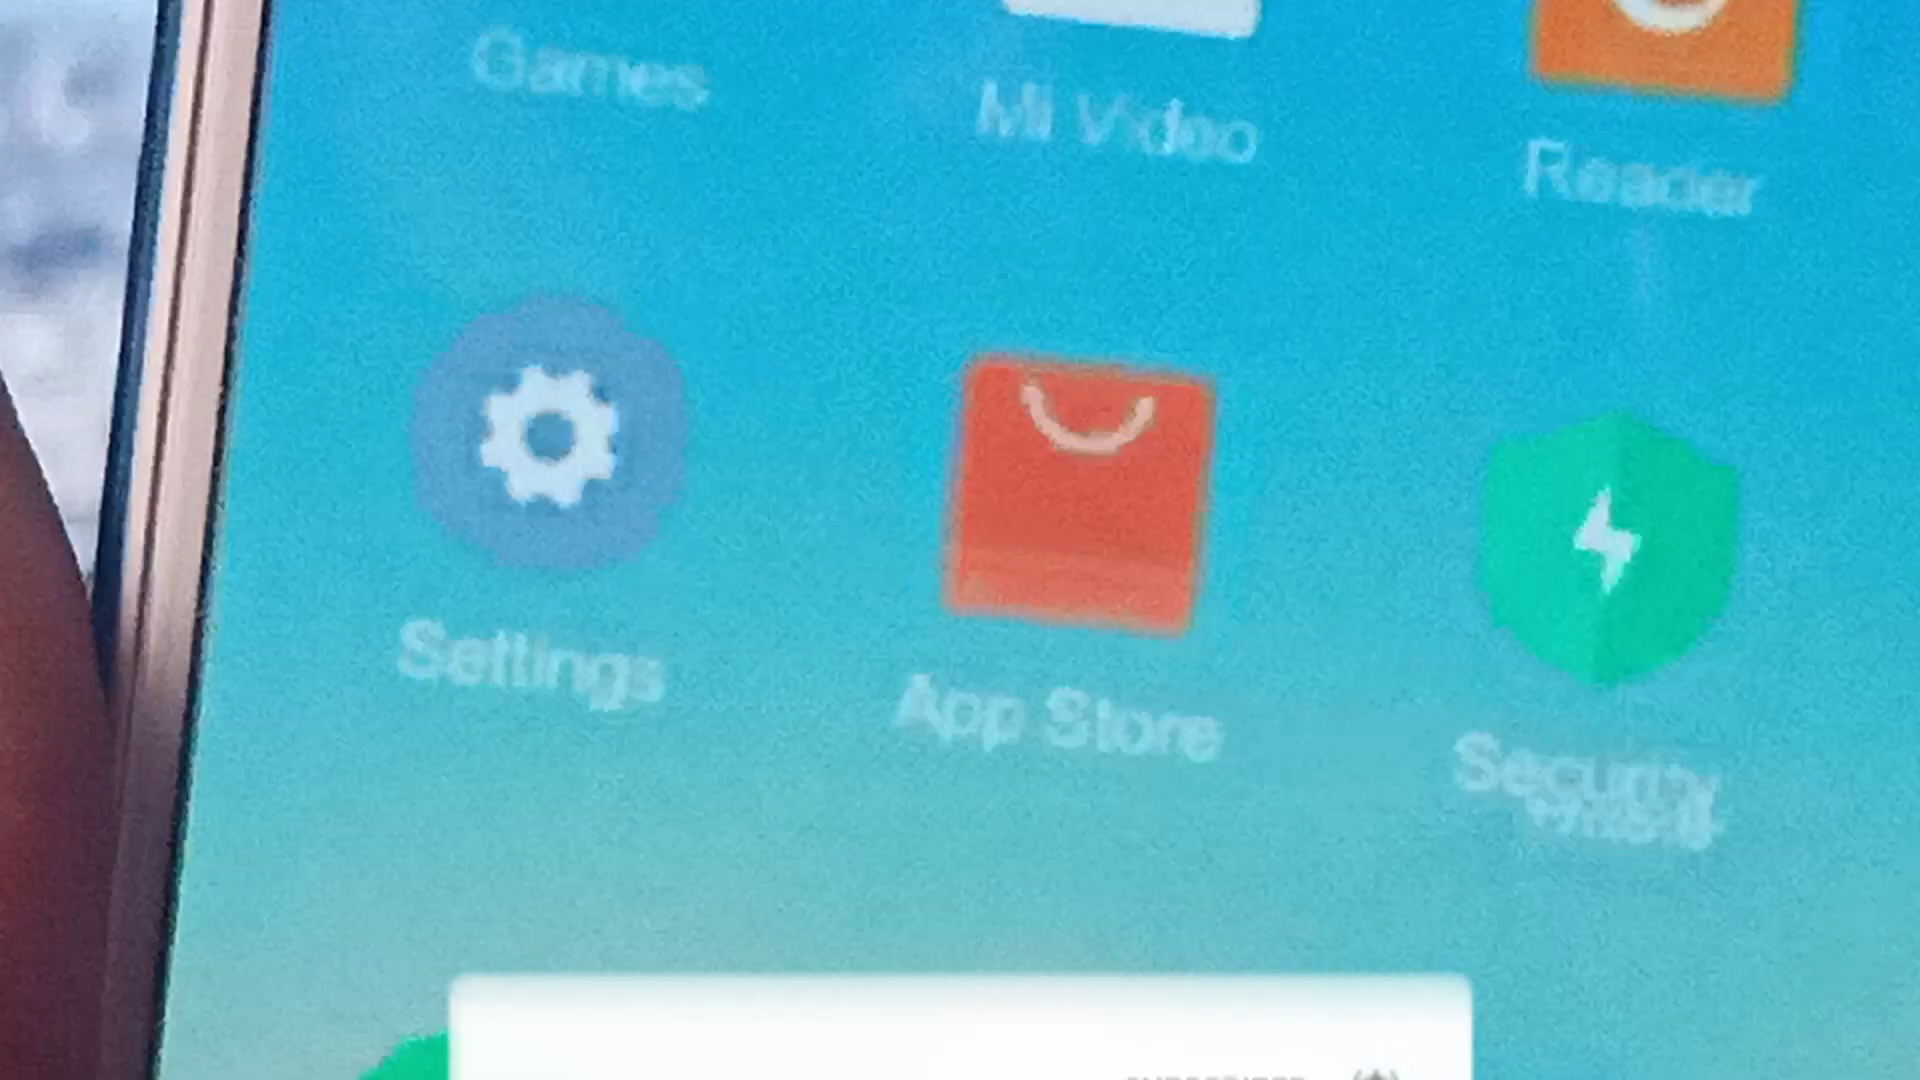 Games
Mi Video
Reader
Settings
App Store
Security